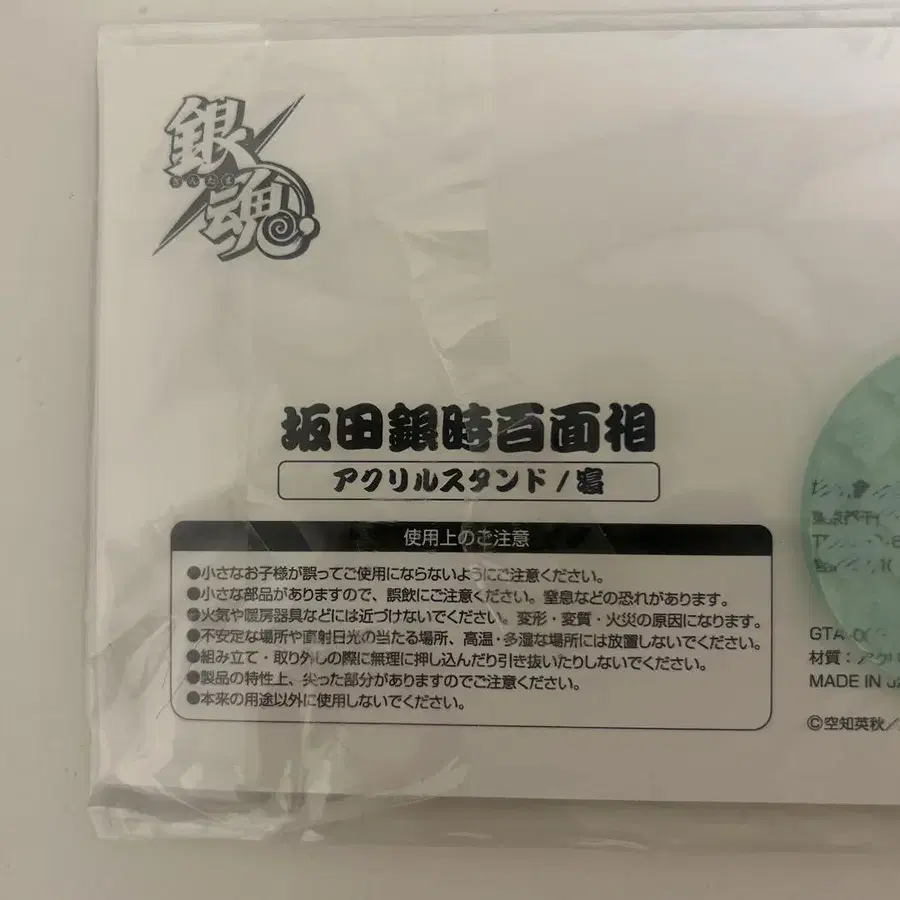 銀魂
ぎんたま
坂田銀時百面相
アクリルスタンド/寝
使用上のご注意
●小さなお子様が誤ってご使用にならないようにご注意ください。
●小さな部品がありますので、誤飲にご注意ください。窒息などの恐れがあります。
●火気や暖房器具などには近づけないでください。変形・変質・火災の原因になります。
●不安定な場所や直射日光の当たる場所、高温・多湿な場所には放置しないでください。
●組み立て・取り外しの際に無理に押し込んだり引き抜いたりしないでください。
●製品の特性上、尖った部分がありますのでご注意ください。
●本来の用途以外に使用しないでください。
材質：アクリ
MADE IN
©空知英秋/